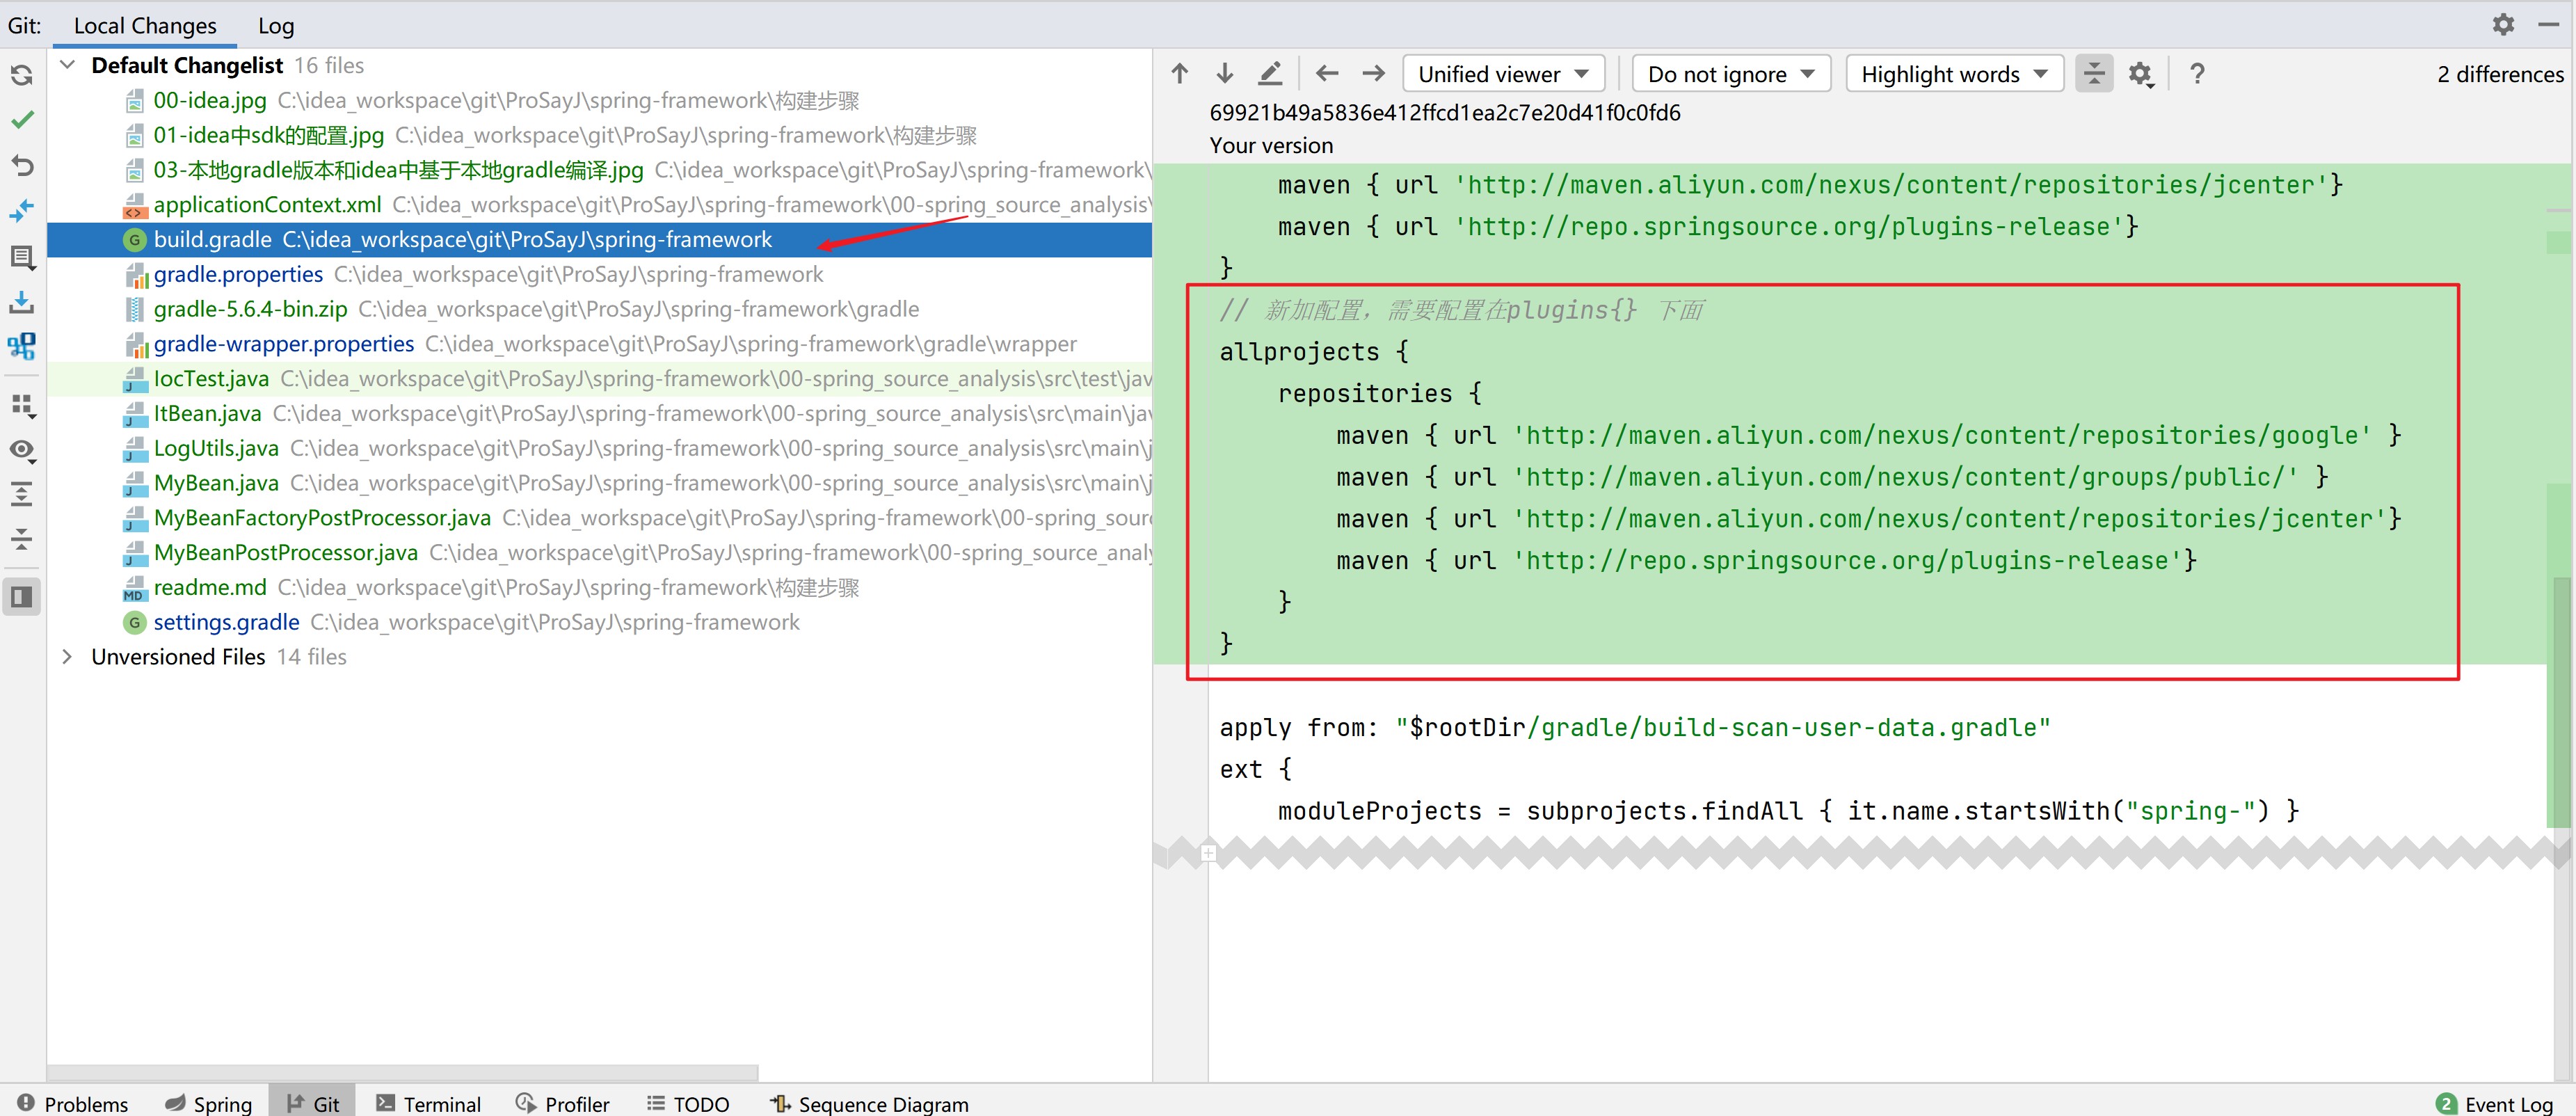 Git: Local Changes Log
Default Changelist 16 files
00-idea.jpg C:\idea_workspace\git\ProSayJ\spring-framework\构建步骤
01-idea中sdk的配置.jpg C:\idea_workspace\git\ProSayJ\spring-framework\构建步骤
03-本地gradle版本和idea中基于本地gradle编译.jpg C:\idea_workspace\git\ProSayJ\spring-framework\
applicationContext.xml C:\idea_workspace\git\ProSayJ\spring-framework\00-spring_source_analysis\
build.gradle C:\idea_workspace\git\ProSayJ\spring-framework
gradle.properties C:\idea_workspace\git\ProSayJ\spring-framework
gradle-5.6.4-bin.zip C:\idea_workspace\git\ProSayJ\spring-framework\gradle
gradle-wrapper.properties C:\idea_workspace\git\ProSayJ\spring-framework\gradle\wrapper
IocTest.java C:\idea_workspace\git\ProSayJ\spring-framework\00-spring_source_analysis\src\test\jav
ItBean.java C:\idea_workspace\git\ProSayJ\spring-framework\00-spring_source_analysis\src\main\ja
LogUtils.java C:\idea_workspace\git\ProSayJ\spring-framework\00-spring_source_analysis\src\main\j
MyBean.java C:\idea_workspace\git\ProSayJ\spring-framework\00-spring_source_analysis\src\main\j
MyBeanFactoryPostProcessor.java C:\idea_workspace\git\ProSayJ\spring-framework\00-spring_sour
MyBeanPostProcessor.java C:\idea_workspace\git\ProSayJ\spring-framework\00-spring_source_analy
readme.md C:\idea_workspace\git\ProSayJ\spring-framework\构建步骤
settings.gradle C:\idea_workspace\git\ProSayJ\spring-framework
Unversioned Files 14 files
Unified viewer Do not ignore Highlight words ? 2 differences
69921b49a5836e412ffcd1ea2c7e20d41f0c0fd6
Your version
maven { url 'http://maven.aliyun.com/nexus/content/repositories/jcenter'}
maven { url 'http://repo.springsource.org/plugins-release'}
}
// 新加配置，需要配置在plugins{} 下面
allprojects {
repositories {
maven { url 'http://maven.aliyun.com/nexus/content/repositories/google' }
maven { url 'http://maven.aliyun.com/nexus/content/groups/public/' }
maven { url 'http://maven.aliyun.com/nexus/content/repositories/jcenter'}
maven { url 'http://repo.springsource.org/plugins-release'}
}
}
apply from: "$rootDir/gradle/build-scan-user-data.gradle"
ext {
moduleProjects = subprojects.findAll { it.name.startsWith("spring-") }
Problems Spring Git Terminal Profiler TODO Sequence Diagram 2 Event Log